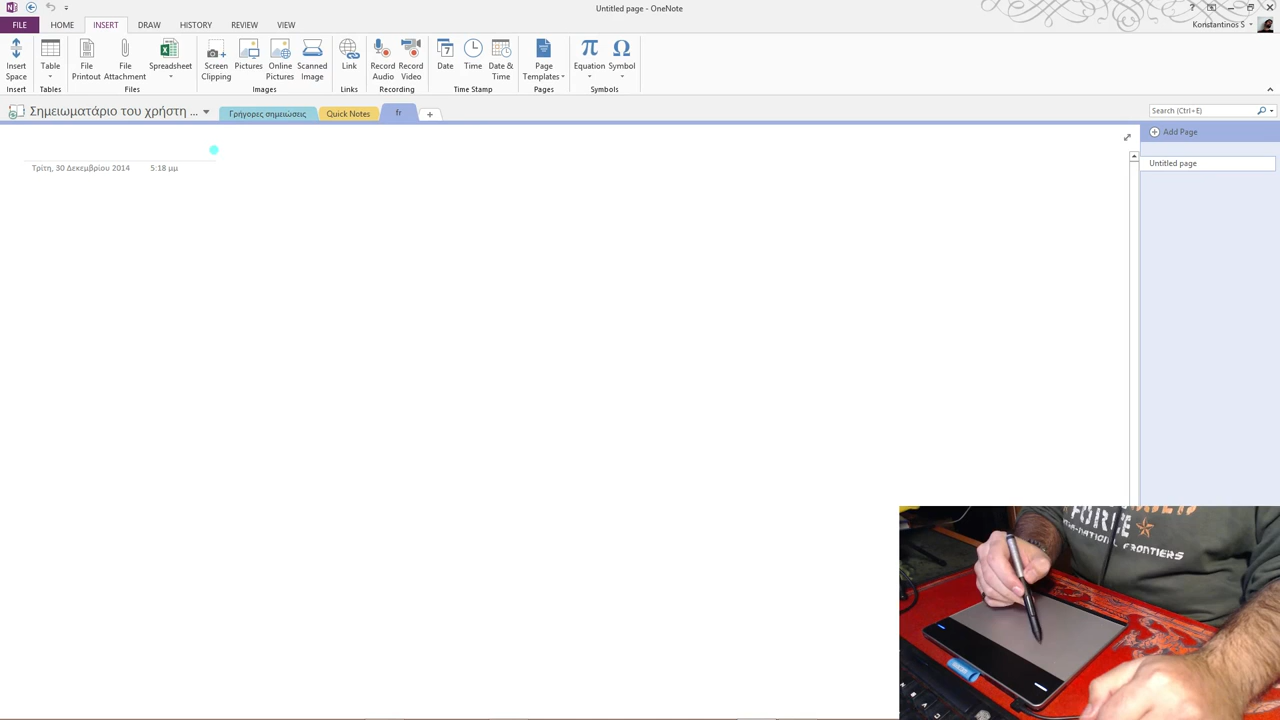 Untitled page - OneNote
FILE HOME INSERT DRAW HISTORY REVIEW VIEW
Konstantinos S
Insert Space
Table
File Printout
File Attachment
Spreadsheet
Screen Clipping
Pictures
Online Pictures
Scanned Image
Link
Record Audio
Record Video
Date
Time
Date & Time
Page Templates
Equation
Symbol
Insert Tables Files Images Links Recording Time Stamp Pages Symbols
Σημειωματάριο του χρήστη ...
Γρήγορες σημειώσεις
Quick Notes
fr
Search (Ctrl+E)
Add Page
Untitled page
Τρίτη, 30 Δεκεμβρίου 2014 5:18 μμ
FORCE
FRONTIERS